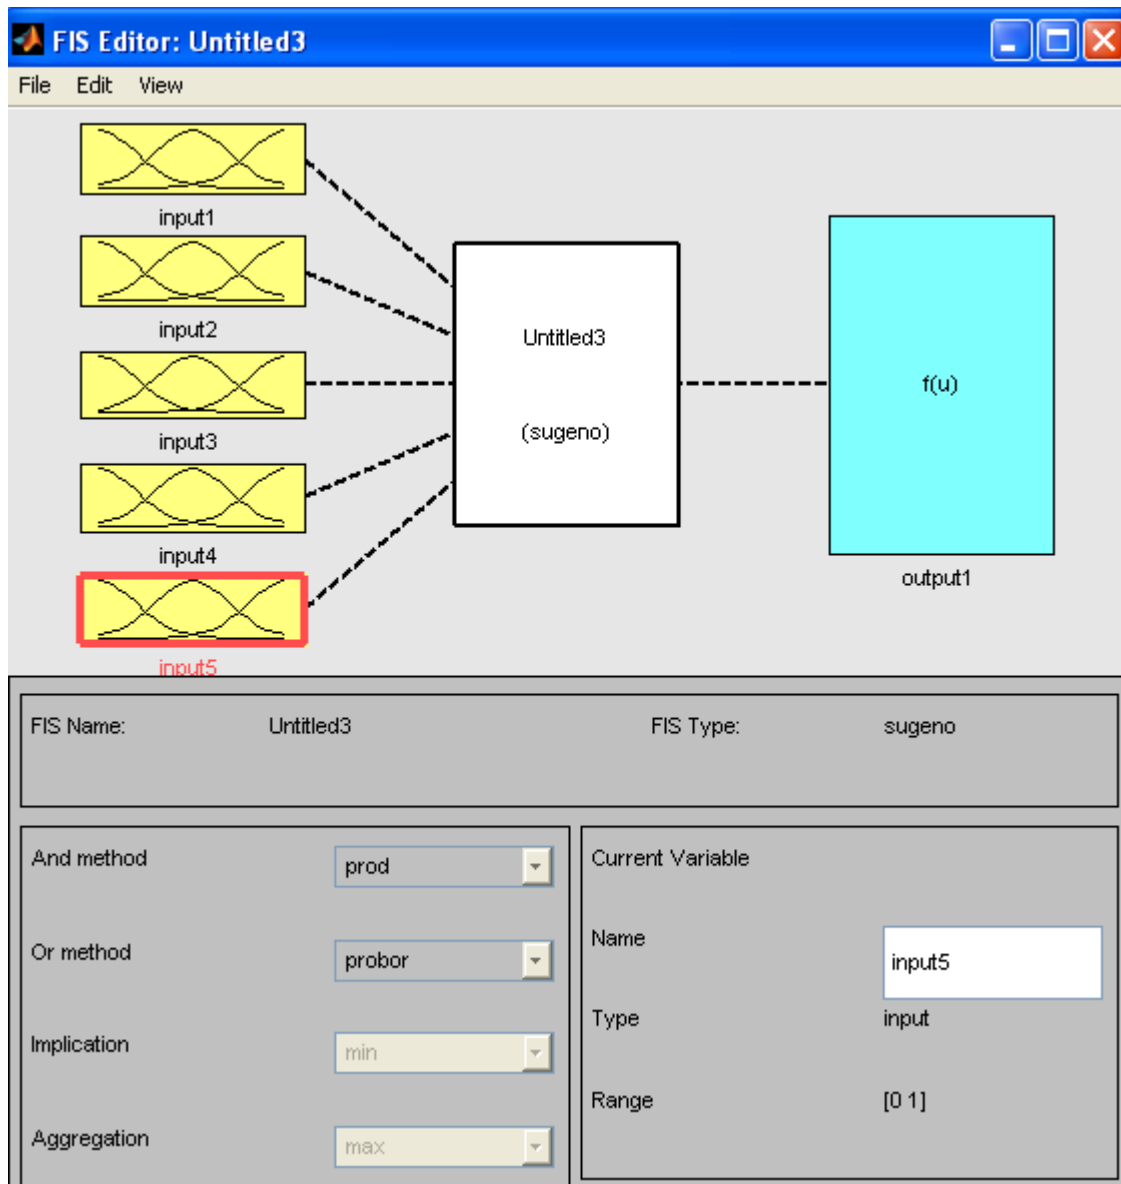 FIS Editor: Untitled3
File Edit View
input1
input2
input3
input4
input5
Untitled3
(sugeno)
f(u)
output1
FIS Name: Untitled3 FIS Type: sugeno
And method prod
Or method probor
Implication min
Aggregation max
Current Variable
Name input5
Type input
Range [0 1]